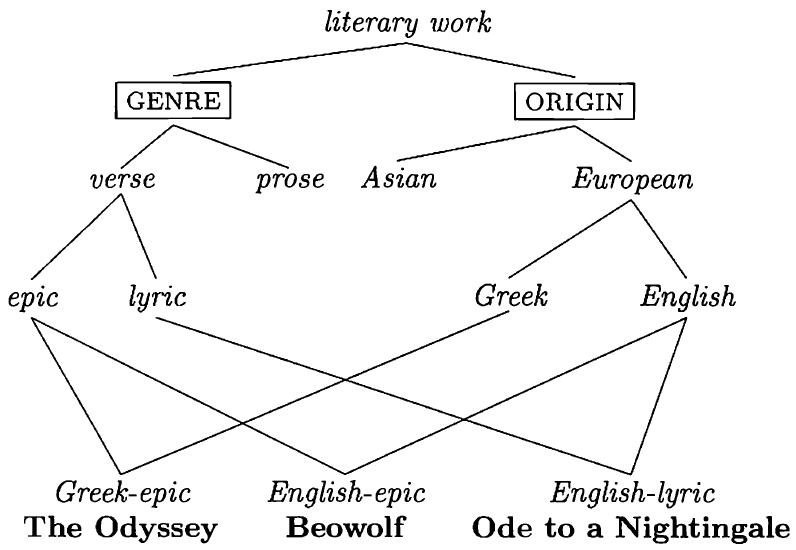 literary work
GENRE ORIGIN
verse prose Asian European
epic lyric Greek English
Greek-epic English-epic English-lyric
The Odyssey Beowolf Ode to a Nightingale